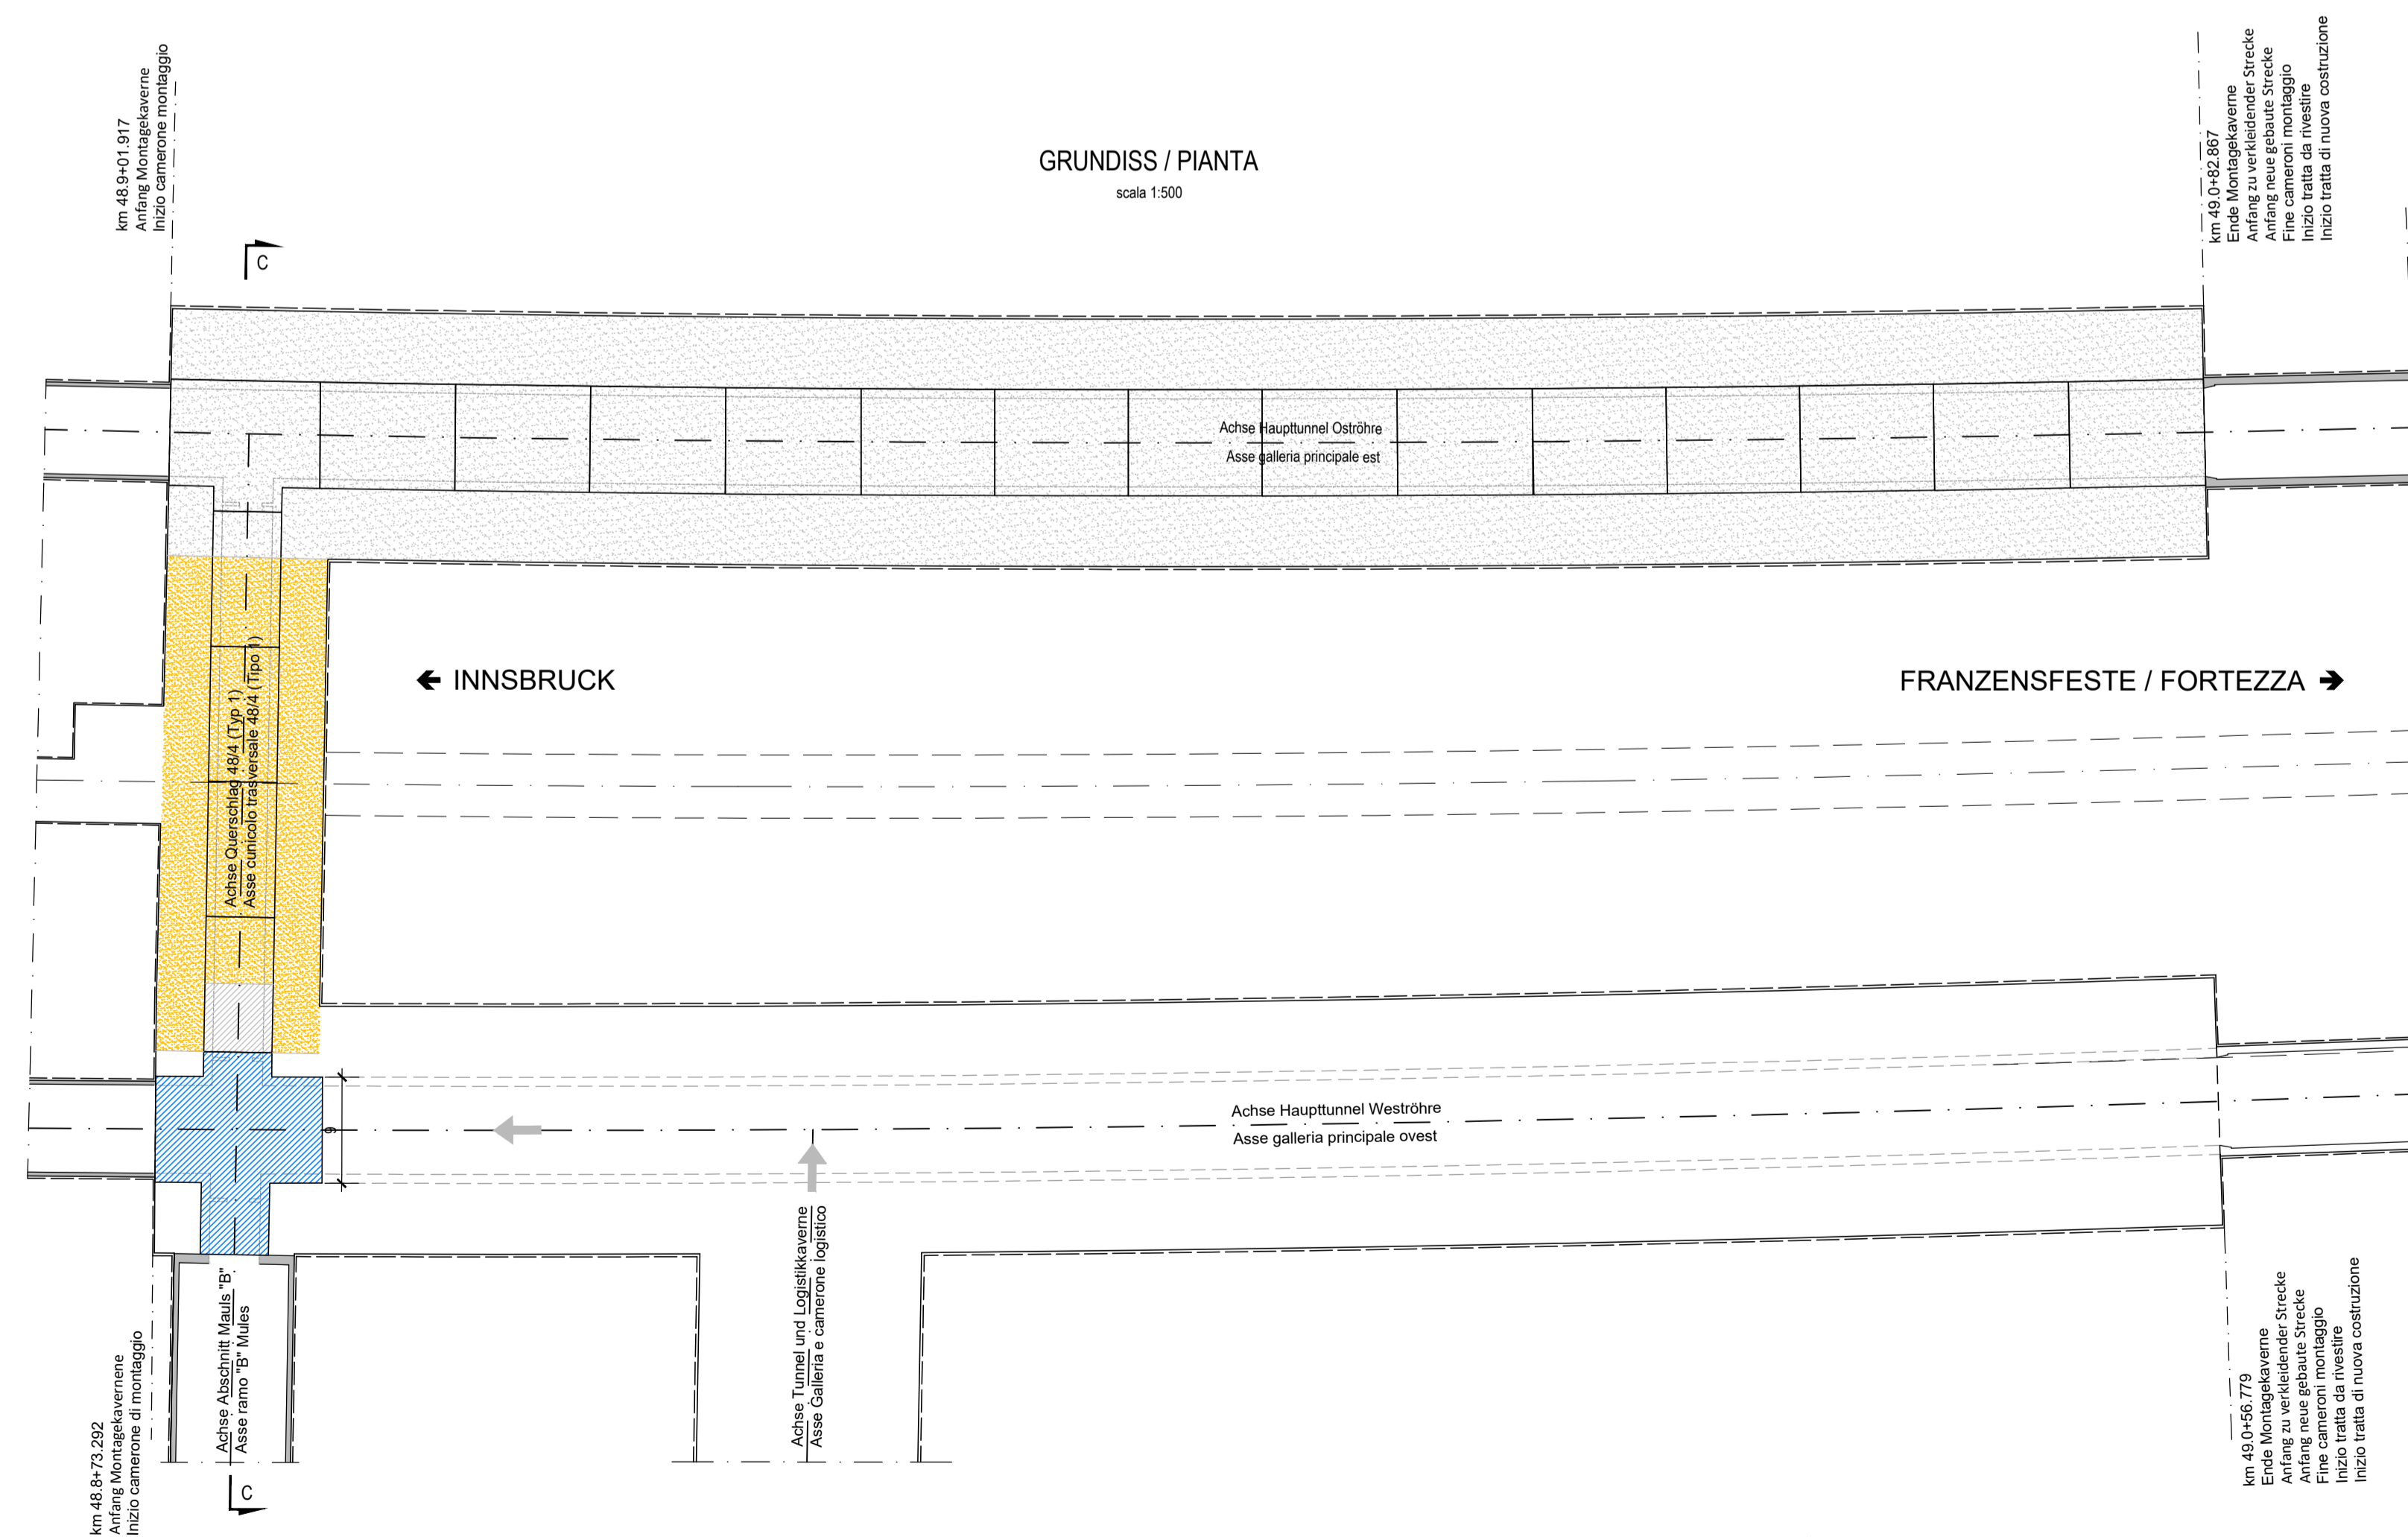 km 48.9+01.917
Anfang Montagekaverne
Inizio camerone montaggio
GRUNDISS / PIANTA
scala 1:500
km 49.0+82.867
Ende Montagekaverne
Anfang zu verkleidender Strecke
Anfang neue gebaute Strecke
Fine cameroni montaggio
Inizio tratta da rivestire
Inizio tratta di nuova costruzione
C
Achse Haupttunnel Oströhre
Asse galleria principale est
Achse Querschlag 48/4 (Typ 1)
Asse cunicolo trasversale 48/4 (Tipo 1)
← INNSBRUCK
FRANZENSFESTE / FORTEZZA →
9
Achse Haupttunnel Weströhre
Asse galleria principale ovest
Achse Tunnel und Logistikkaverne
Asse Galleria e camerone logistico
Achse Abschnitt Mauls "B"
Asse ramo "B" Mules
km 48.8+73.292
Anfang Montagekavernene
Inizio camerone di montaggio
C
km 49.0+56.779
Ende Montagekaverne
Anfang zu verkleidender Strecke
Anfang neue gebaute Strecke
Fine cameroni montaggio
Inizio tratta da rivestire
Inizio tratta di nuova costruzione